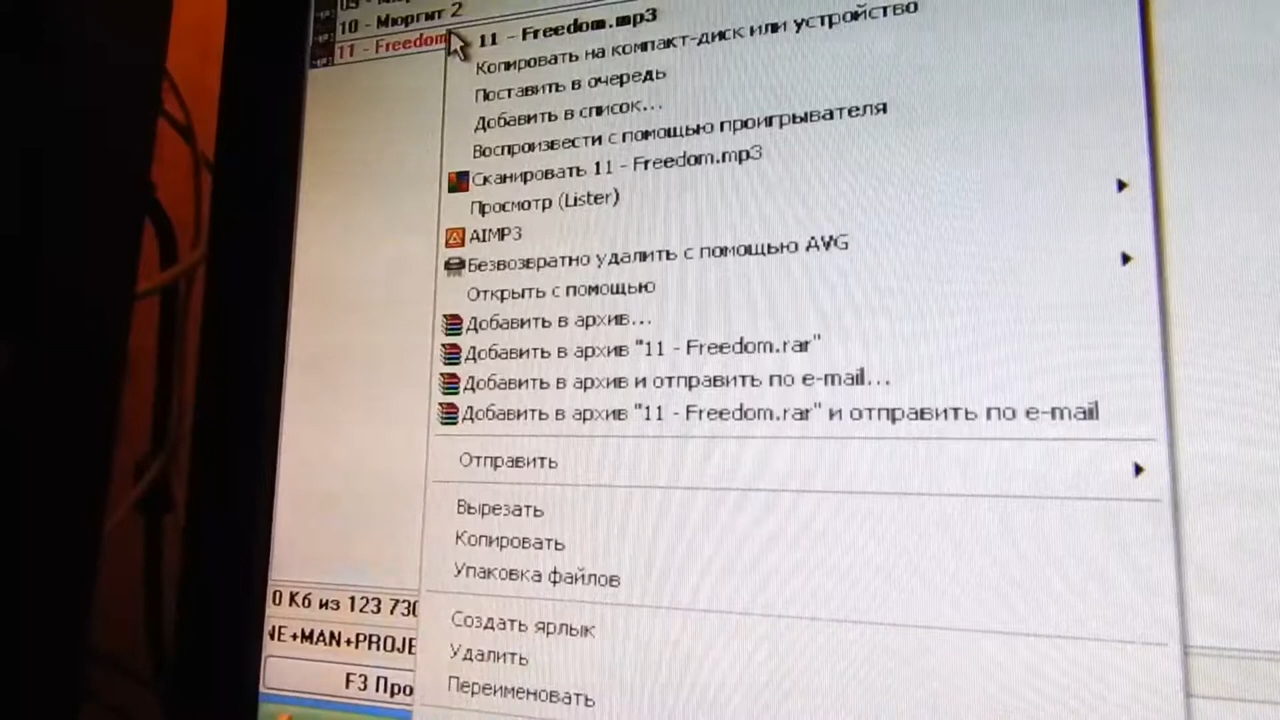 10 - Мюргит 2
11 - Freedom
11 - Freedom.mp3
Копировать на компакт-диск или устройство
Поставить в очередь
Добавить в список...
Воспроизвести с помощью проигрывателя
Сканировать 11 - Freedom.mp3
Просмотр (Lister)
AIMP3
Безвозвратно удалить с помощью AVG
Открыть с помощью
Добавить в архив...
Добавить в архив "11 - Freedom.rar"
Добавить в архив и отправить по e-mail...
Добавить в архив "11 - Freedom.rar" и отправить по e-mail
Отправить
Вырезать
Копировать
Упаковка файлов
Создать ярлык
Удалить
Переименовать
0 Кб из 123 730
NE+MAN+PROJE
F3 Про